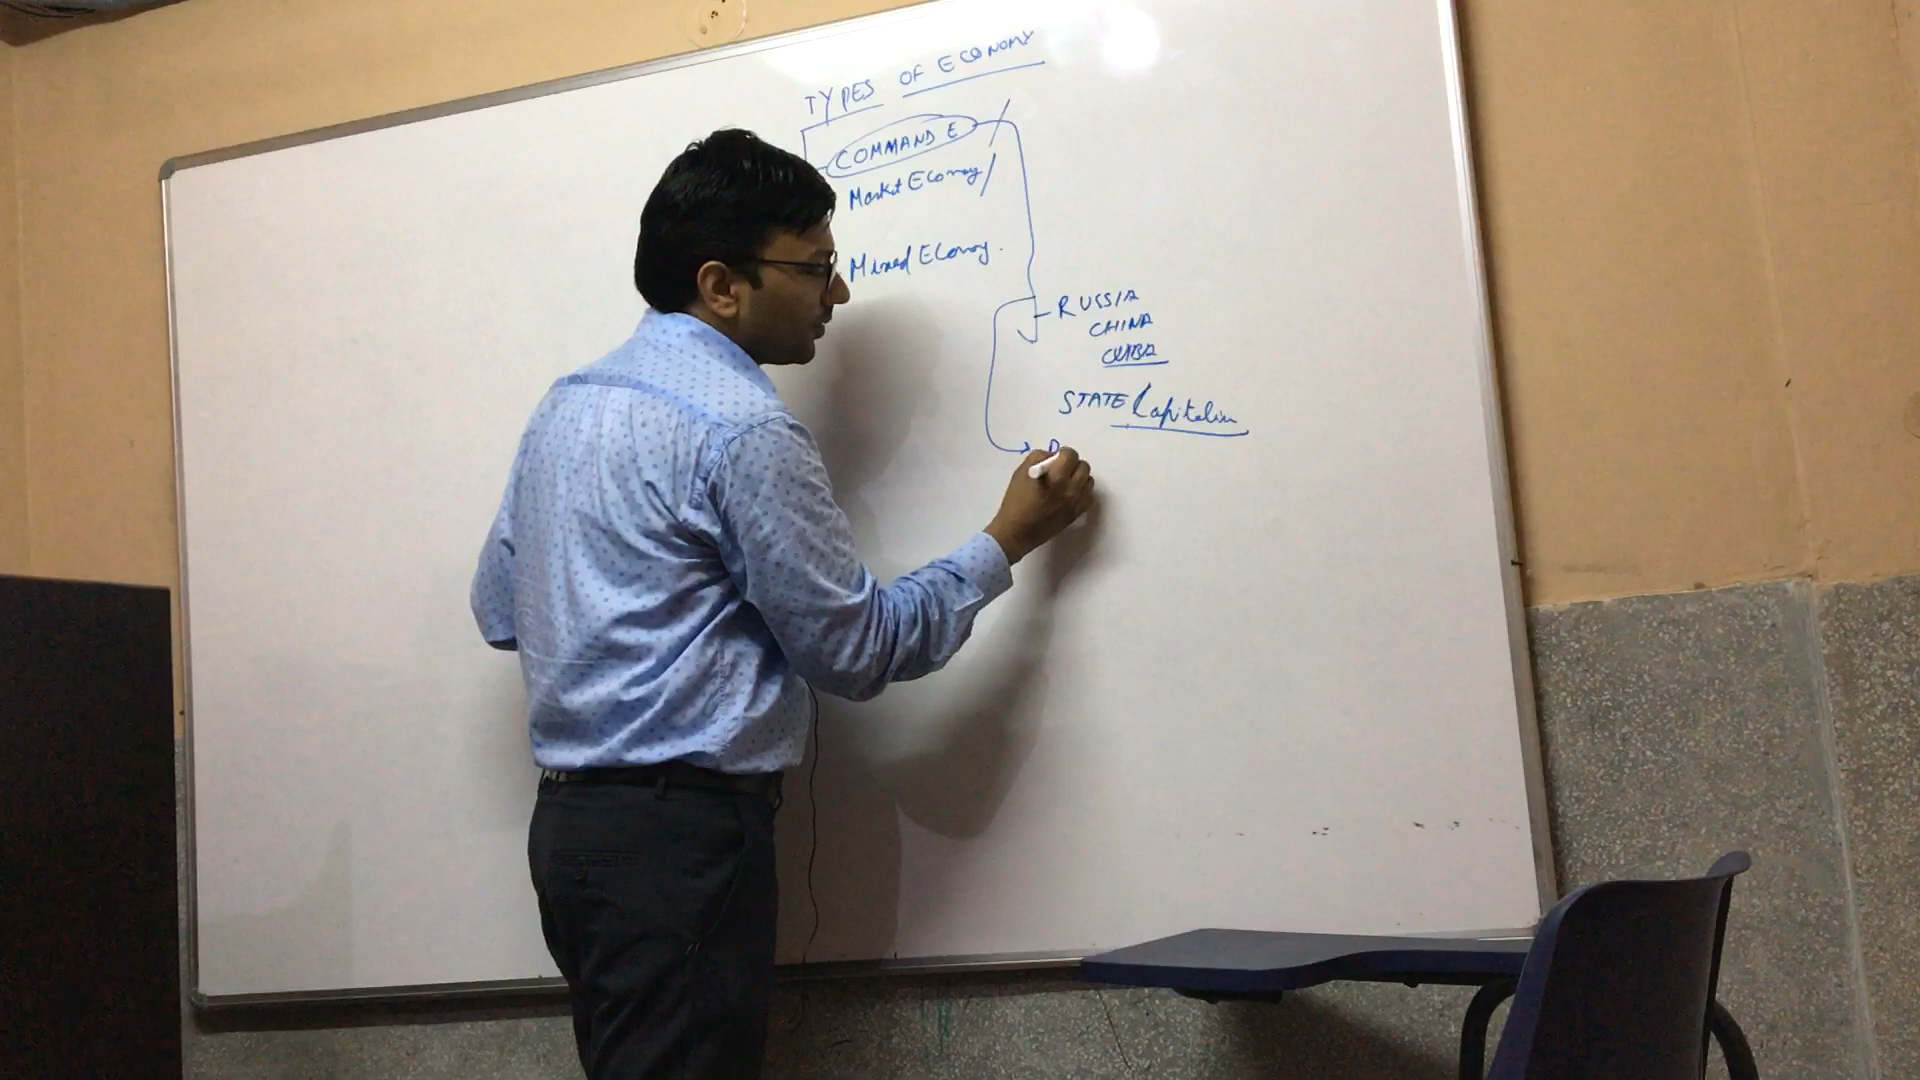 TYPES OF ECONOMY
COMMAND E
Market Economy
Mixed Economy.
RUSSIA
CHINA
CUBA
STATE Capitalism